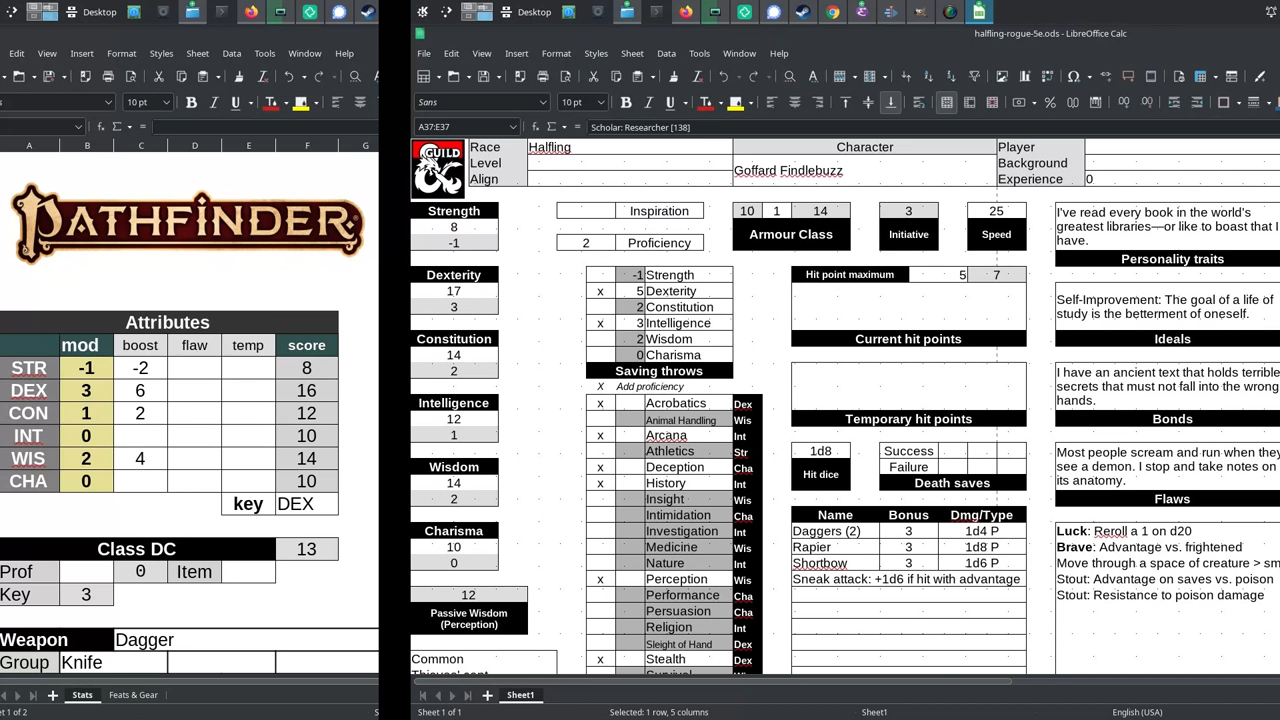 Desktop
Desktop
halfling-rogue-5e.ods - LibreOffice Calc
Edit View Insert Format Styles Sheet Data Tools Window Help
File Edit View Insert Format Styles Sheet Data Tools Window Help
10 pt
Sans 10 pt
A37:E37 Scholar: Researcher [138]
A B C D E F G
PATHFINDER
Attributes
mod boost flaw temp score
STR -1 -2 8
DEX 3 6 16
CON 1 2 12
INT 0 10
WIS 2 4 14
CHA 0 10
key DEX
Class DC 13
Prof 0 Item
Key 3
Weapon Dagger
Group Knife
Stats Feats & Gear
1 of 2
GUILD
Race Halfling Character Player
Level Background
Align Goffard Findlebuzz Experience 0
Strength
8
-1
Dexterity
17
3
Constitution
14
2
Intelligence
12
1
Wisdom
14
2
Charisma
10
0
12
Passive Wisdom
(Perception)
Common
Thieves' cant
Inspiration
2 Proficiency
-1 Strength
x 5 Dexterity
2 Constitution
x 3 Intelligence
2 Wisdom
0 Charisma
Saving throws
X Add proficiency
x Acrobatics Dex
Animal Handling Wis
x Arcana Int
Athletics Str
x Deception Cha
x History Int
Insight Wis
Intimidation Cha
Investigation Int
Medicine Wis
Nature Int
x Perception Wis
Performance Cha
Persuasion Cha
Religion Int
Sleight of Hand Dex
x Stealth Dex
Survival
10 1 14
Armour Class
3
Initiative
25
Speed
Hit point maximum 5 7
Current hit points
Temporary hit points
1d8
Hit dice
Success
Failure
Death saves
Name Bonus Dmg/Type
Daggers (2) 3 1d4 P
Rapier 3 1d8 P
Shortbow 3 1d6 P
Sneak attack: +1d6 if hit with advantage
I've read every book in the world's
greatest libraries—or like to boast that I
have.
Personality traits
Self-Improvement: The goal of a life of
study is the betterment of oneself.
Ideals
I have an ancient text that holds terrible
secrets that must not fall into the wrong
hands.
Bonds
Most people scream and run when they
see a demon. I stop and take notes on
its anatomy.
Flaws
Luck: Reroll a 1 on d20
Brave: Advantage vs. frightened
Move through a space of creature > sm
Stout: Advantage on saves vs. poison
Stout: Resistance to poison damage
Sheet1
Sheet 1 of 1 Selected: 1 row, 5 columns Sheet1 English (USA)